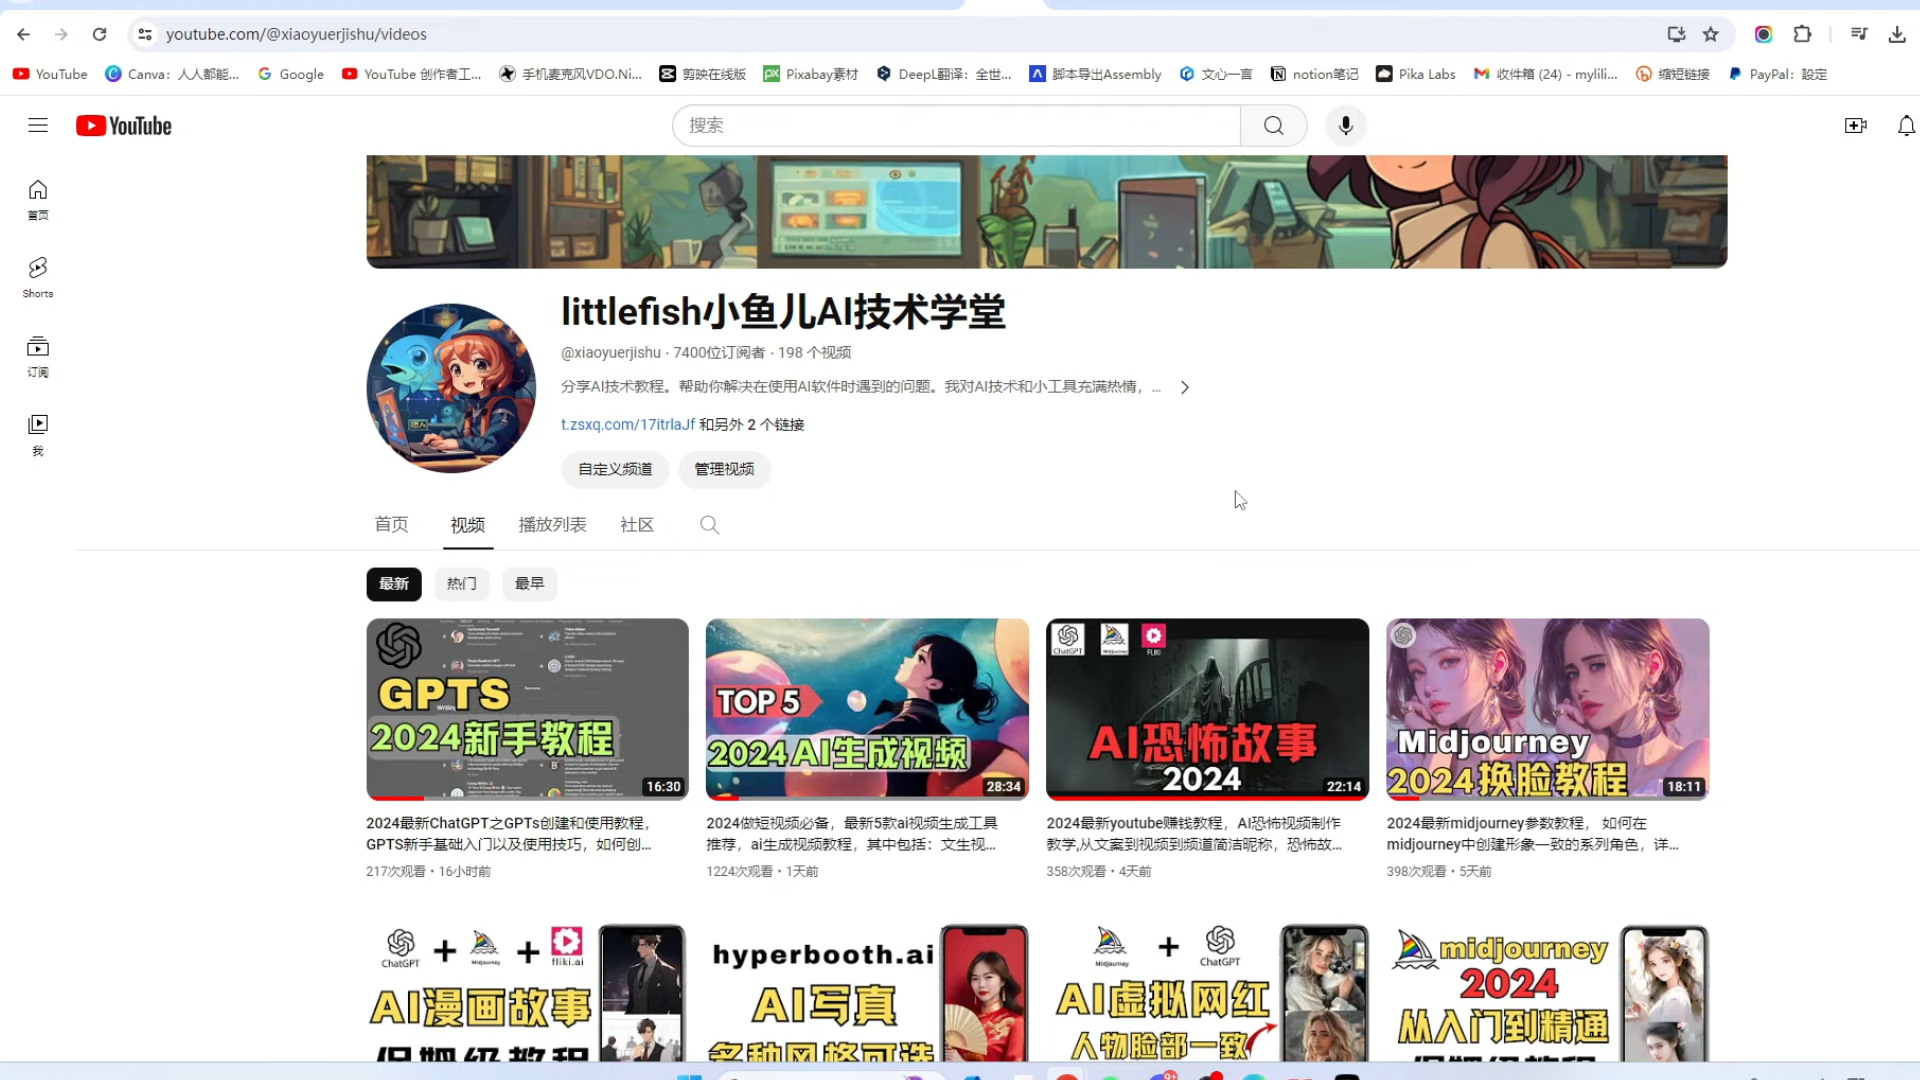 youtube.com/@xiaoyuerjishu/videos
YouTube
Canva：人人都能...
Google
YouTube 创作者工...
手机麦克风VDO.Ni...
剪映在线版
Pixabay素材
DeepL翻译：全世...
脚本导出Assembly
文心一言
notion笔记
Pika Labs
收件箱 (24) - mylili...
缩短链接
PayPal：設定
YouTube
搜索
首页
Shorts
订阅
我
littlefish小鱼儿AI技术学堂
@xiaoyuerjishu · 7400位订阅者 · 198 个视频
分享AI技术教程。帮助你解决在使用AI软件时遇到的问题。我对AI技术和小工具充满热情，...
t.zsxq.com/17itrlaJf 和另外 2 个链接
自定义频道
管理视频
首页
视频
播放列表
社区
最新
热门
最早
GPTS
2024新手教程
16:30
TOP 5
2024AI生成视频
28:34
ChatGPT
Midjourney
FLIKI
AI恐怖故事
2024
22:14
Midjourney
2024换脸教程
18:11
2024最新ChatGPT之GPTs创建和使用教程，
GPTS新手基础入门以及使用技巧，如何创...
217次观看 · 16小时前
2024做短视频必备，最新5款ai视频生成工具
推荐，ai生成视频教程，其中包括：文生视...
1224次观看 · 1天前
2024最新youtube赚钱教程，AI恐怖视频制作
教学,从文案到视频到频道简洁昵称，恐怖故...
358次观看 · 4天前
2024最新midjourney参数教程， 如何在
midjourney中创建形象一致的系列角色，详...
398次观看 · 5天前
ChatGPT
+
Midjourney
+
fliki.ai
AI漫画故事
保姆级教程
hyperbooth.ai
AI写真
多种风格可选
Midjourney
+
ChatGPT
AI虚拟网红
人物脸部一致
midjourney
2024
从入门到精通
保姆级教程
9+